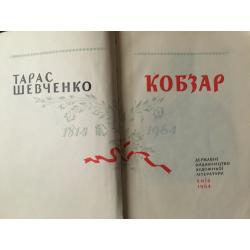 ТАРАС
ШЕВЧЕНКО
1814
1964
КОБЗАР
ДЕРЖАВНЕ
ВИДАВНИЦТВО
ХУДОЖНЬОЇ
ЛІТЕРАТУРИ
КИЇВ
1964